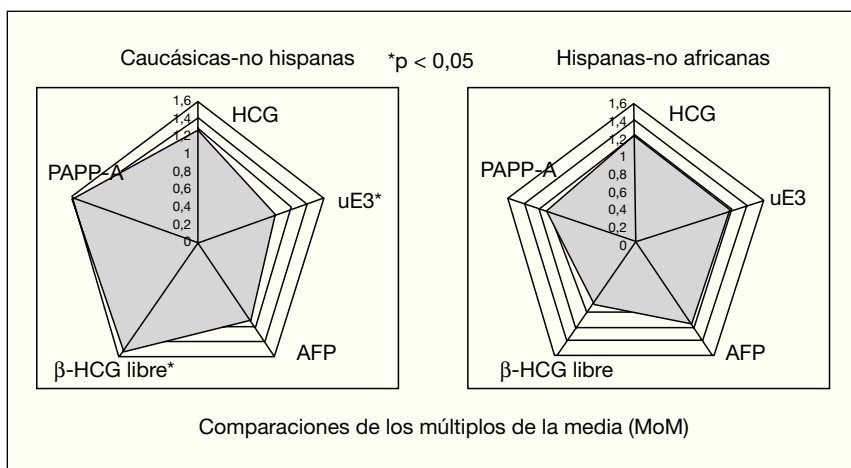 Caucásicas-no hispanas
*p < 0,05
Hispanas-no africanas
1,6
1,4
1,2
1
0,8
0,6
0,4
0,2
0
HCG
PAPP-A
uE3*
AFP
β-HCG libre*
1,6
1,4
1,2
1
0,8
0,6
0,4
0,2
0
HCG
PAPP-A
uE3
AFP
β-HCG libre
Comparaciones de los múltiplos de la media (MoM)